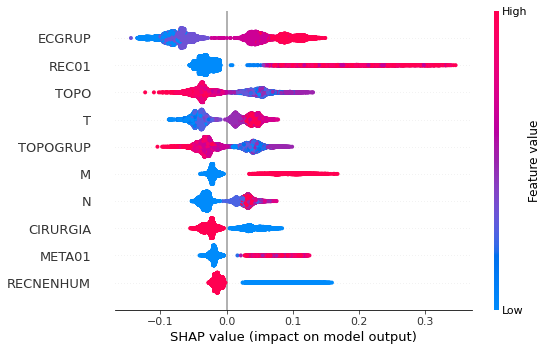 High
ECGRUP
REC01
TOPO
T
TOPOGRUP
M
N
CIRURGIA
META01
RECNENHUM
Feature value
Low
−0.1 0.0 0.1 0.2 0.3
SHAP value (impact on model output)